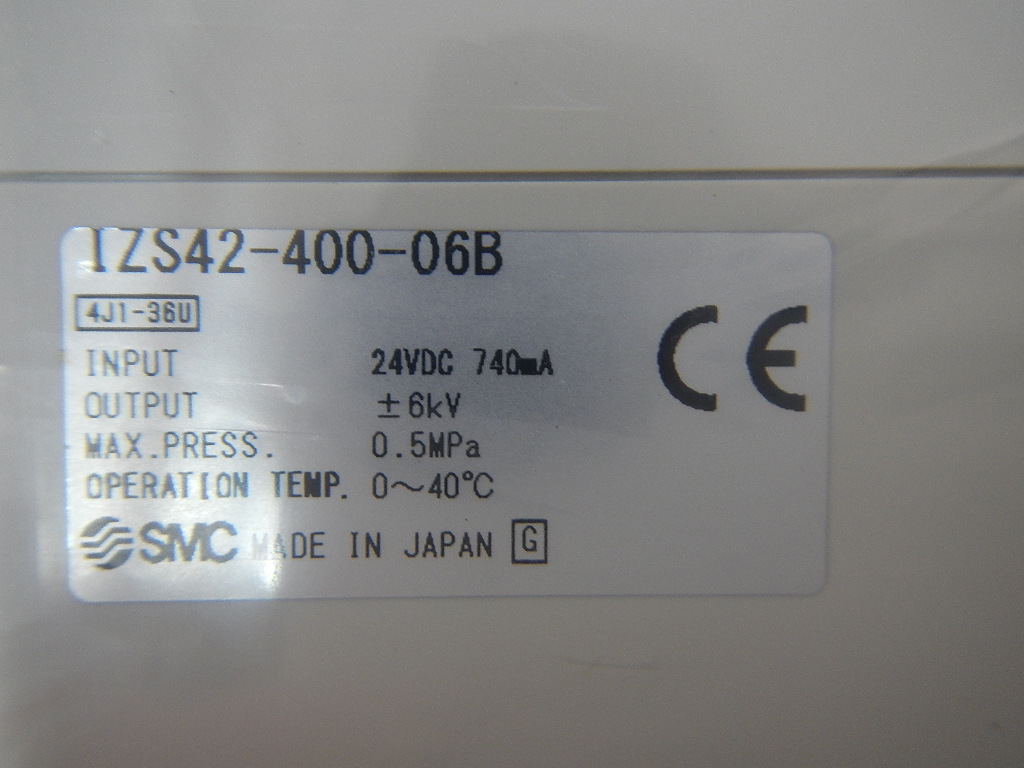 IZS42-400-06B
4J1-36U
INPUT 24VDC 740mA
OUTPUT ±6kV
MAX.PRESS. 0.5MPa
OPERATION TEMP. 0～40℃
SMC MADE IN JAPAN G
CE